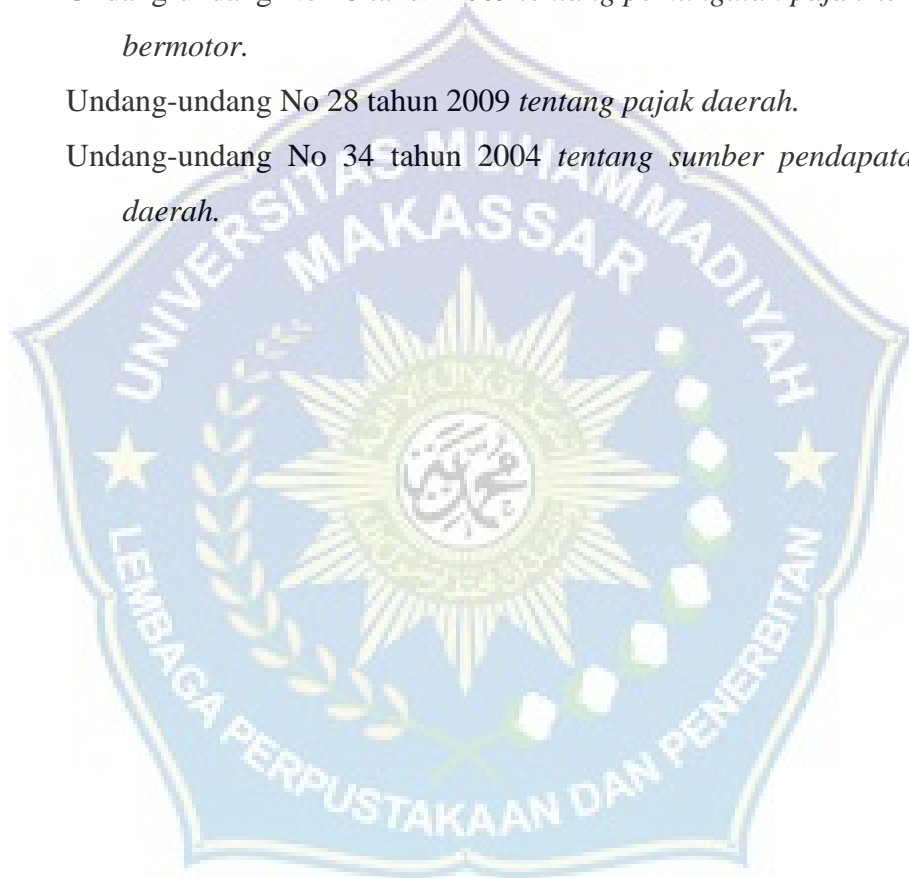 bermotor.
Undang-undang No 28 tahun 2009 tentang pajak daerah.
Undang-undang No 34 tahun 2004 tentang sumber
daerah.
UNIVERSITAS MUHAMMADIYAH
MAKASSAR
LEMBAGA PERPUSTAKAAN DAN PENERBITAN
محمدية